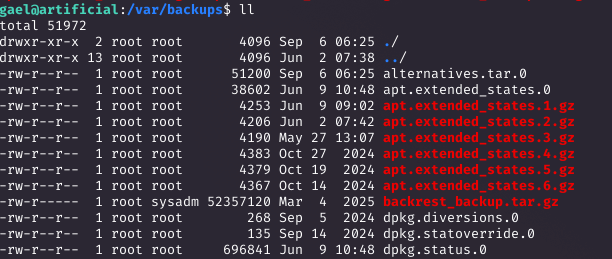 gael@artificial:/var/backups$ ll
total 51972
drwxr-xr-x  2 root root       4096 Sep  6 06:25 ./
drwxr-xr-x 13 root root       4096 Jun  2 07:38 ../
-rw-r--r--  1 root root      51200 Sep  6 06:25 alternatives.tar.0
-rw-r--r--  1 root root      38602 Jun  9 10:48 apt.extended_states.0
-rw-r--r--  1 root root       4253 Jun  9 09:02 apt.extended_states.1.gz
-rw-r--r--  1 root root       4206 Jun  2 07:42 apt.extended_states.2.gz
-rw-r--r--  1 root root       4190 May 27 13:07 apt.extended_states.3.gz
-rw-r--r--  1 root root       4383 Oct 27  2024 apt.extended_states.4.gz
-rw-r--r--  1 root root       4379 Oct 19  2024 apt.extended_states.5.gz
-rw-r--r--  1 root root       4367 Oct 14  2024 apt.extended_states.6.gz
-rw-r-----  1 root sysadm 52357120 Mar  4  2025 backrest_backup.tar.gz
-rw-r--r--  1 root root        268 Sep  5  2024 dpkg.diversions.0
-rw-r--r--  1 root root        135 Sep 14  2024 dpkg.statoverride.0
-rw-r--r--  1 root root     696841 Jun  9 10:48 dpkg.status.0